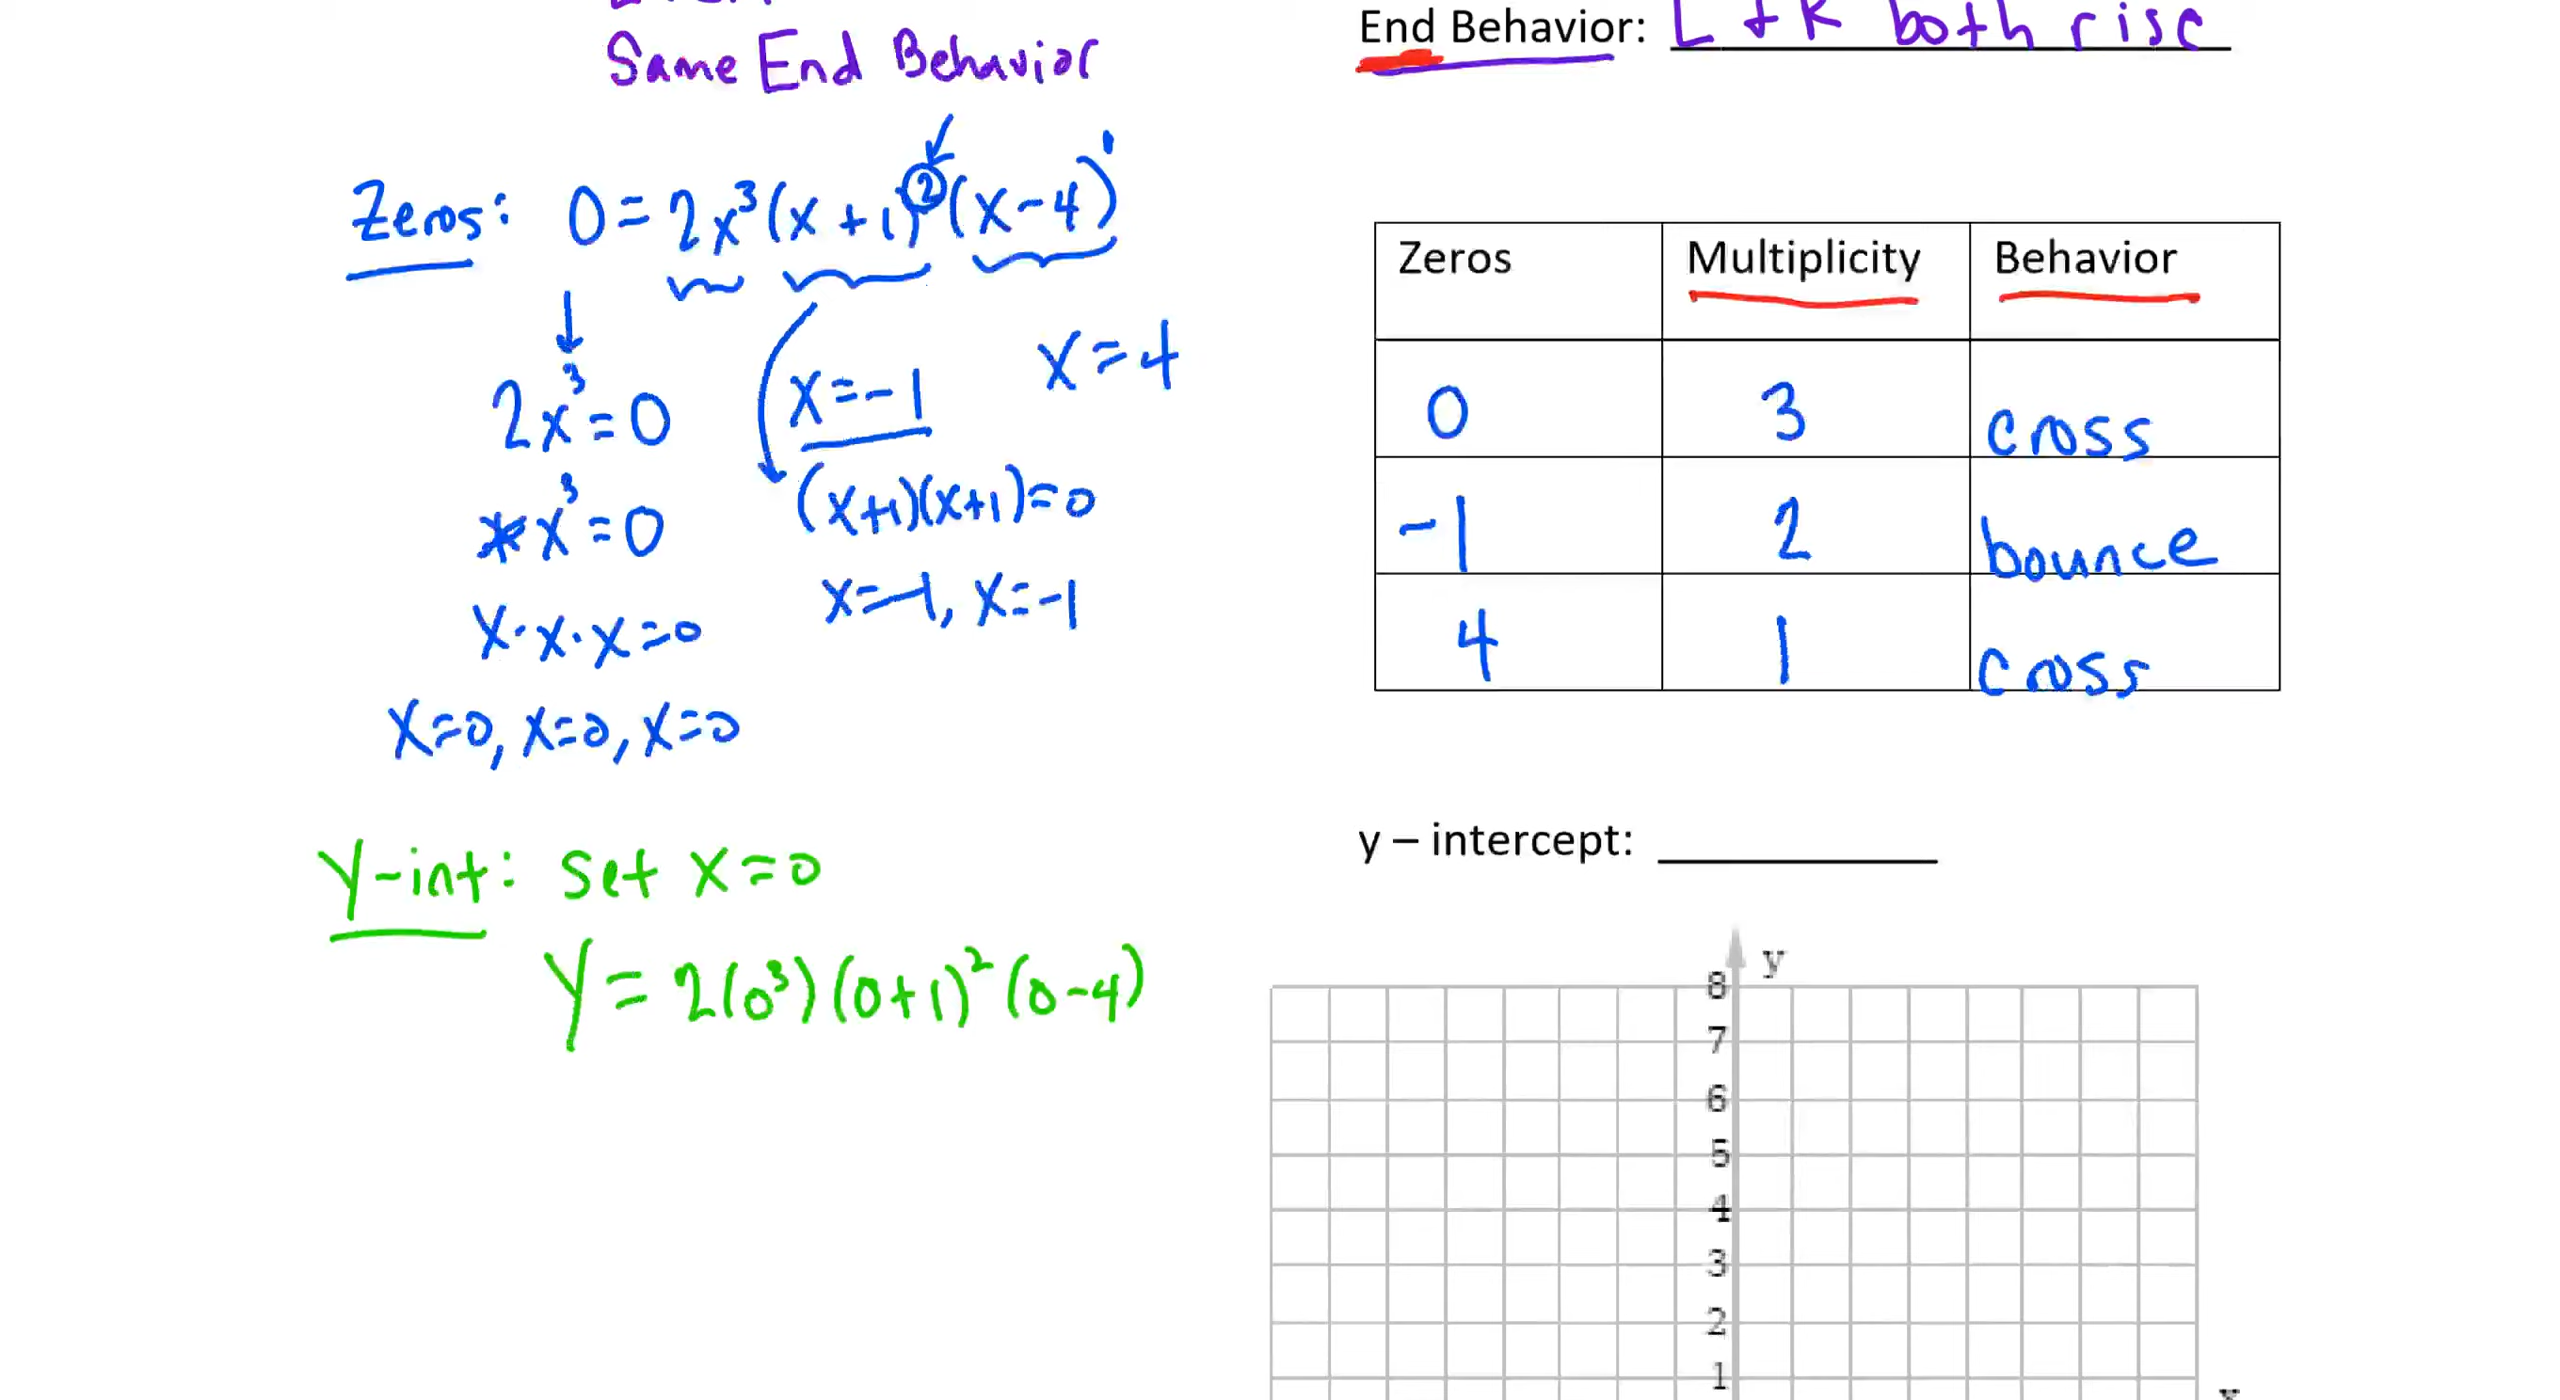 Same End Behavior
End Behavior: L + R both rise
Zeros: 0 = 2x³(x+1)²(x-4)¹
2x³=0
x=-1
x=4
x³=0
(x+1)(x+1)=0
x·x·x=0
x=-1, x=-1
x=0, x=0, x=0
Zeros Multiplicity Behavior
0 3 cross
-1 2 bounce
4 1 cross
Y-int: set x=0
y = 2(0³)(0+1)²(0-4)
y – intercept:
y
8
7
6
5
4
3
2
1